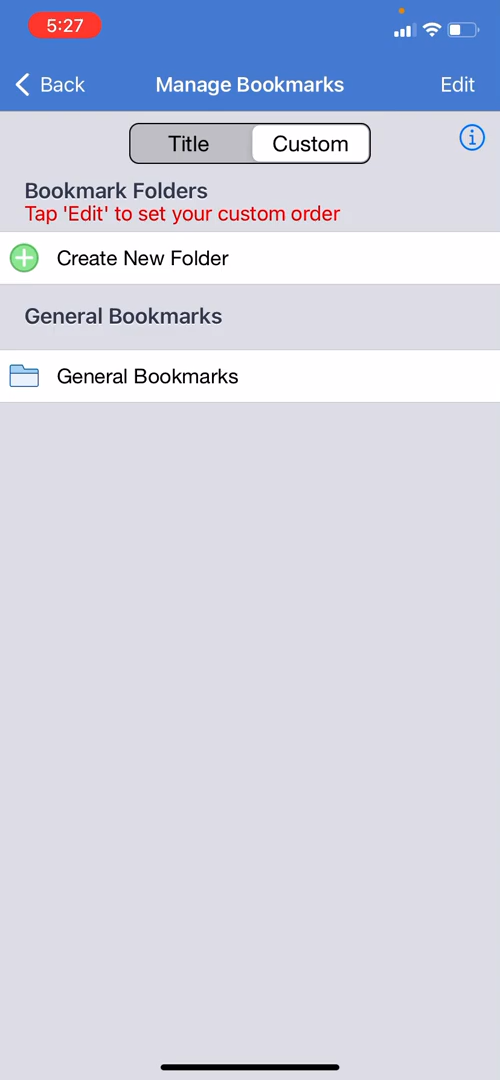 5:27
Back
Manage Bookmarks
Edit
Title
Custom
Bookmark Folders
Tap 'Edit' to set your custom order
Create New Folder
General Bookmarks
General Bookmarks